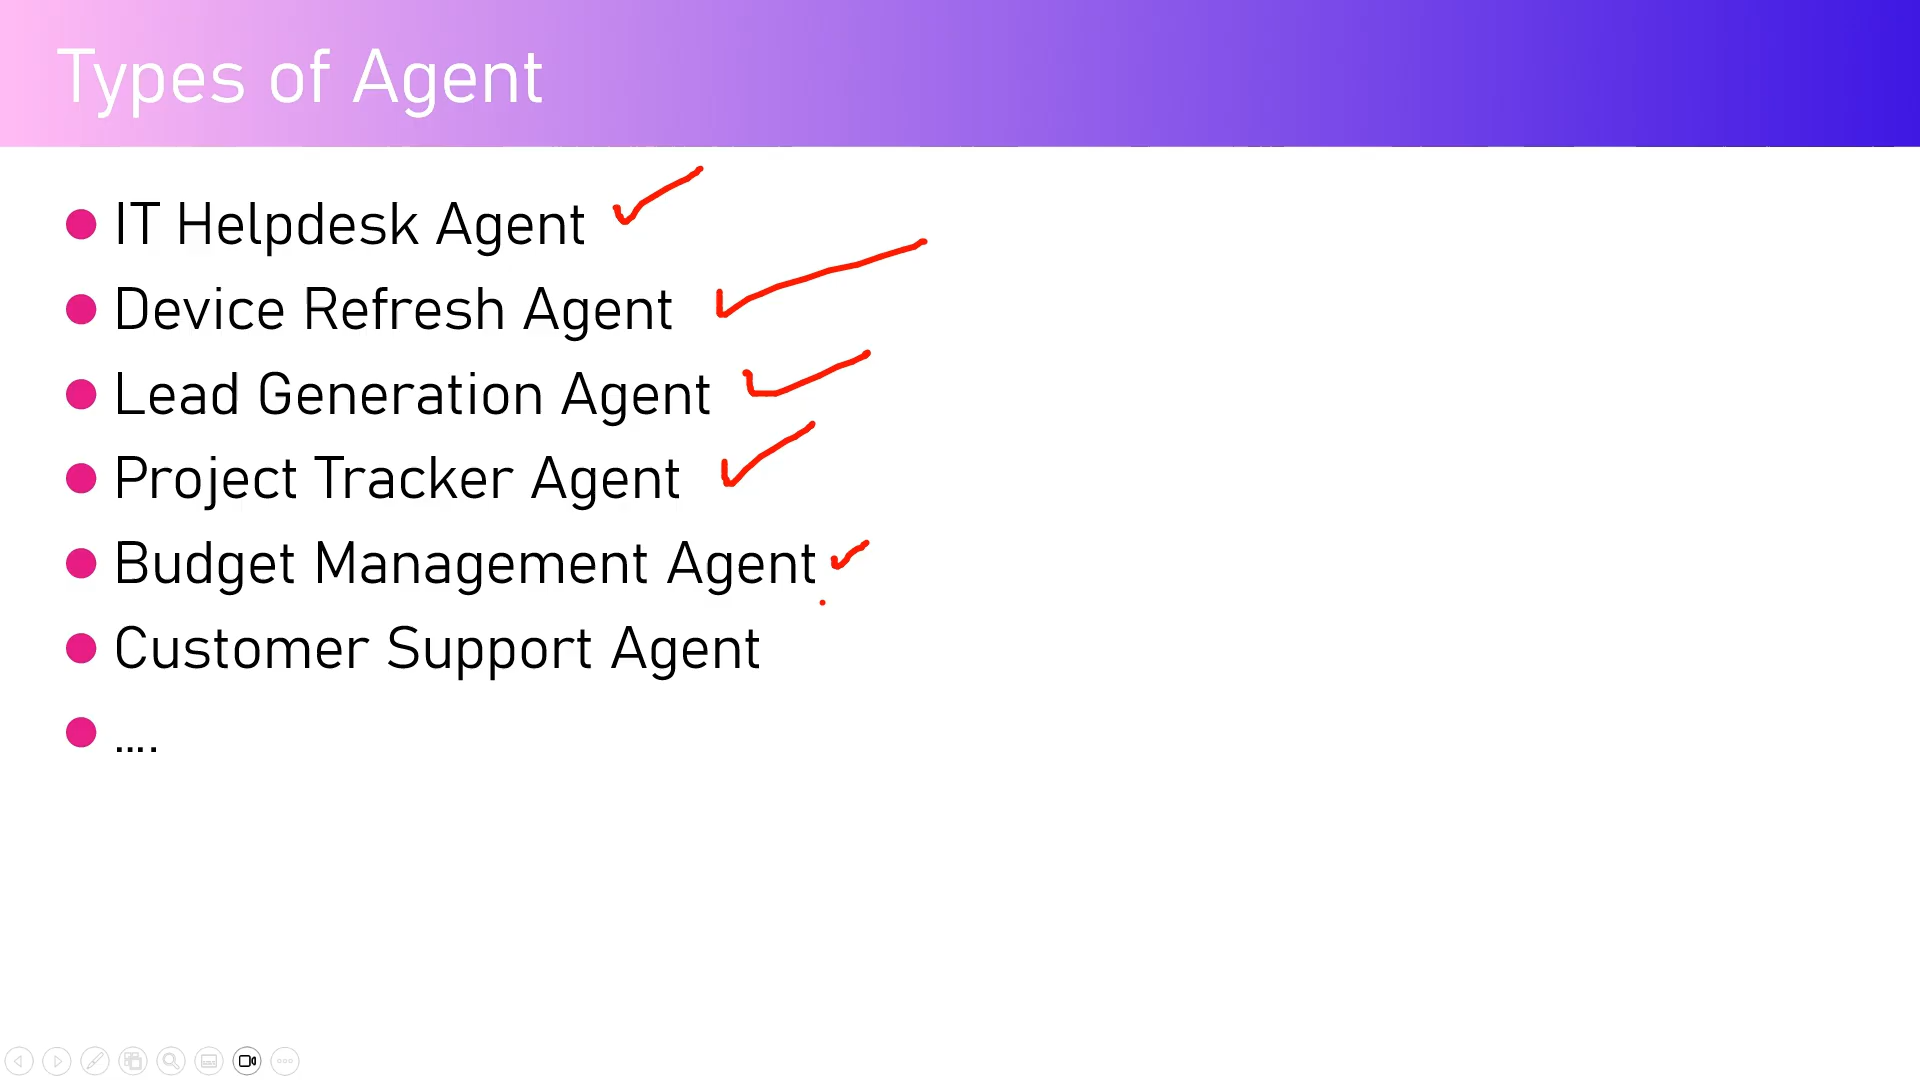 Types of Agent
IT Helpdesk Agent
Device Refresh Agent
Lead Generation Agent
Project Tracker Agent
Budget Management Agent
Customer Support Agent
....